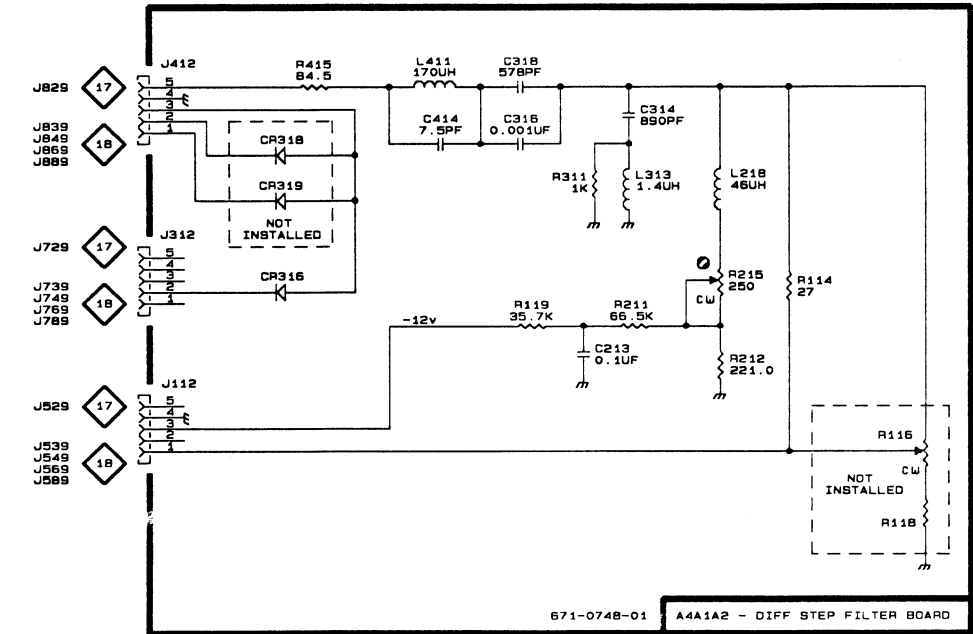 J412
J829
17
5
4
3
2
1
J839
J849
J869
J889
18
R415
84.5
L411
170UH
C414
7.5PF
C318
578PF
C316
0.001UF
C314
890PF
R311
1K
L313
1.4UH
L218
46UH
CR318
CR319
NOT
INSTALLED
J312
J729
17
5
4
3
2
1
J739
J749
J769
J789
18
CR316
R215
250
CW
R114
27
-12v
R119
35.7K
R211
66.5K
C213
0.1UF
R212
221.0
J112
J529
17
5
4
3
2
1
J539
J549
J569
J589
18
R116
CW
NOT
INSTALLED
R118
671-0748-01
A4A1A2 - DIFF STEP FILTER BOARD